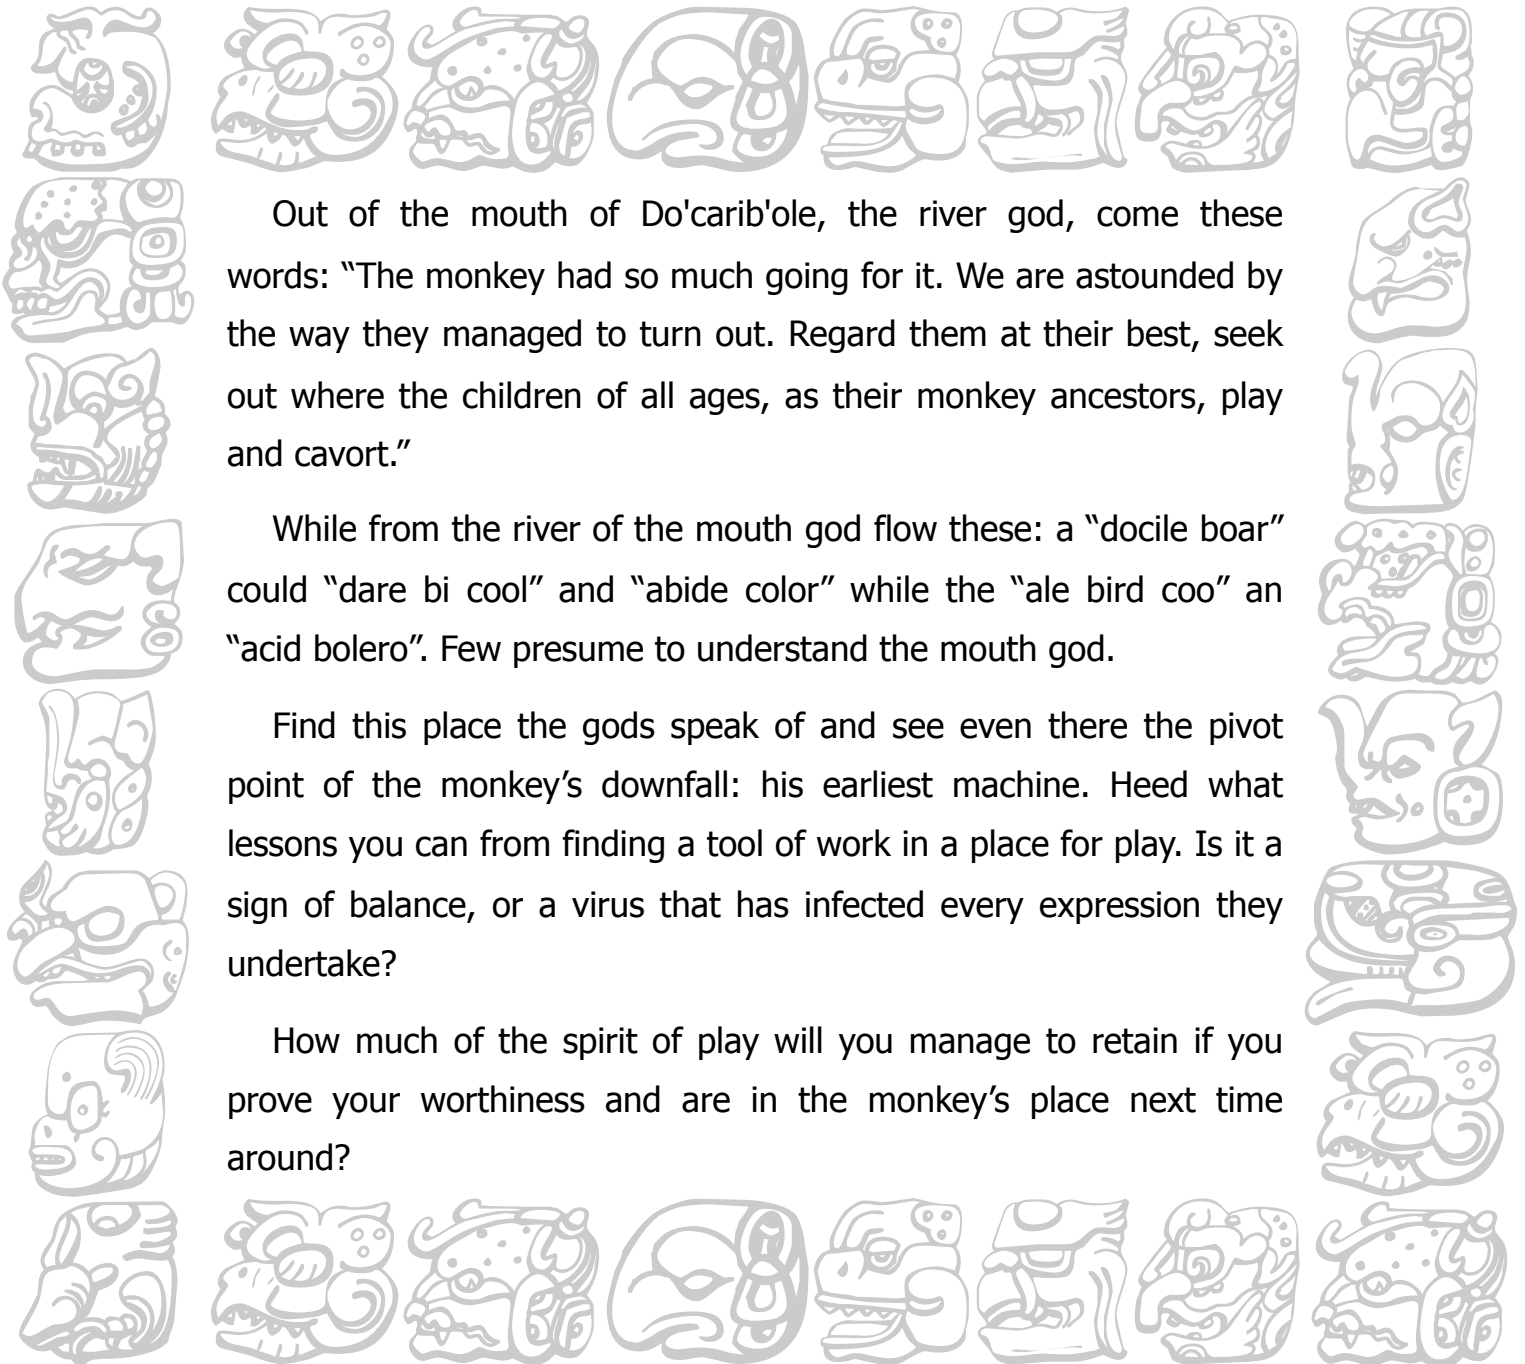 Out of the mouth of Do'carib'ole, the river god, come these
words: “The monkey had so much going for it. We are astounded by
the way they managed to turn out. Regard them at their best, seek
out where the children of all ages, as their monkey ancestors, play
and cavort.”
While from the river of the mouth god flow these: a “docile boar”
could “dare bi cool” and “abide color” while the “ale bird coo” an
“acid bolero”. Few presume to understand the mouth god.
Find this place the gods speak of and see even there the pivot
point of the monkey’s downfall: his earliest machine. Heed what
lessons you can from finding a tool of work in a place for play. Is it a
sign of balance, or a virus that has infected every expression they
undertake?
How much of the spirit of play will you manage to retain if you
prove your worthiness and are in the monkey’s place next time
around?